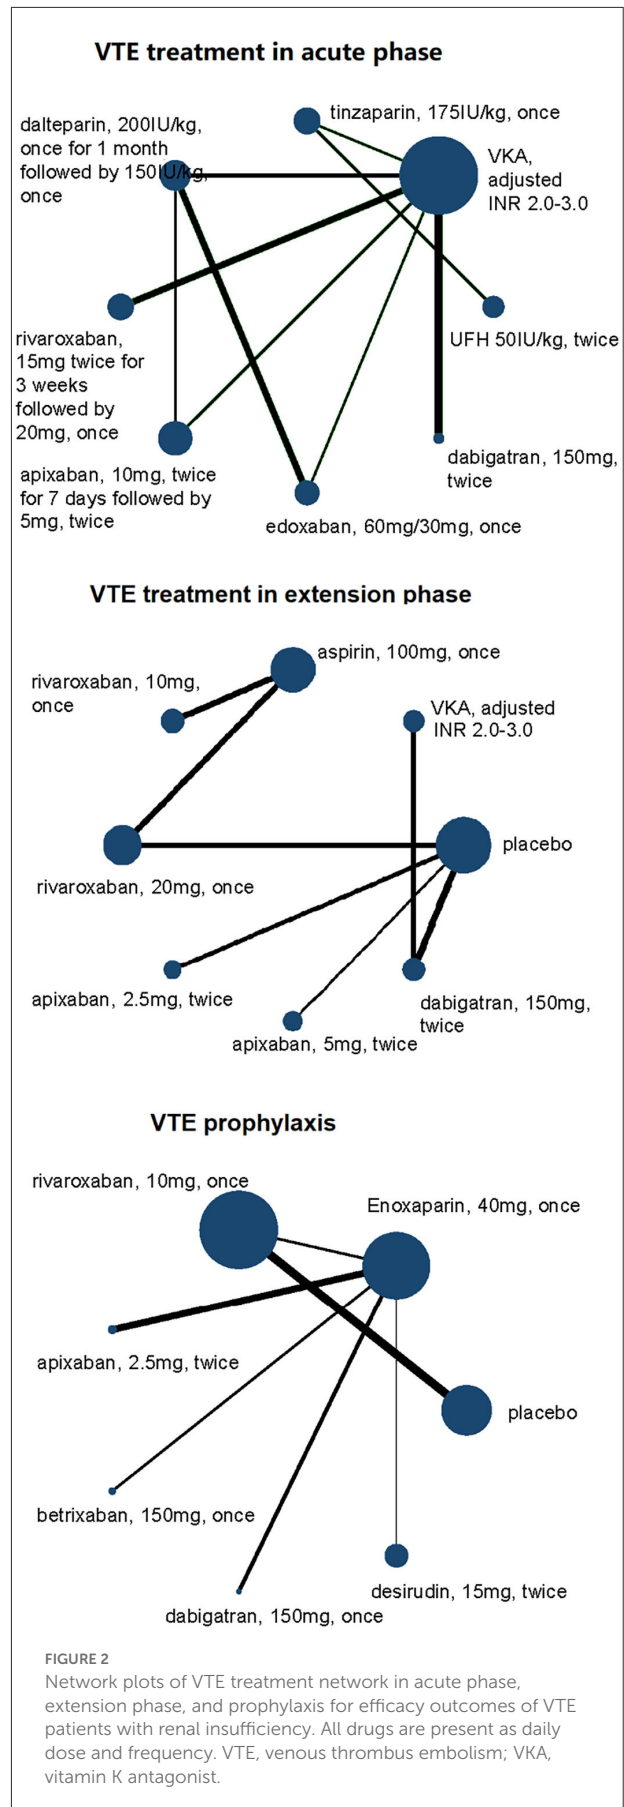 VTE treatment in acute phase
tinzaparin, 175IU/kg, once
dalteparin, 200IU/kg,
once for 1 month
followed by 150IU/kg,
once
VKA,
adjusted
INR 2.0-3.0
rivaroxaban,
15mg twice for
3 weeks
followed by
20mg, once
UFH 50IU/kg, twice
apixaban, 10mg, twice
for 7 days followed by
5mg, twice
dabigatran, 150mg,
twice
edoxaban, 60mg/30mg, once
VTE treatment in extension phase
aspirin, 100mg, once
rivaroxaban, 10mg,
once
VKA, adjusted
INR 2.0-3.0
placebo
rivaroxaban, 20mg, once
apixaban, 2.5mg, twice
dabigatran, 150mg,
twice
apixaban, 5mg, twice
VTE prophylaxis
rivaroxaban, 10mg, once
Enoxaparin, 40mg, once
apixaban, 2.5mg, twice
placebo
betrixaban, 150mg, once
desirudin, 15mg, twice
dabigatran, 150mg, once
FIGURE 2
Network plots of VTE treatment network in acute phase,
extension phase, and prophylaxis for efficacy outcomes of VTE
patients with renal insufficiency. All drugs are present as daily
dose and frequency. VTE, venous thrombus embolism; VKA,
vitamin K antagonist.